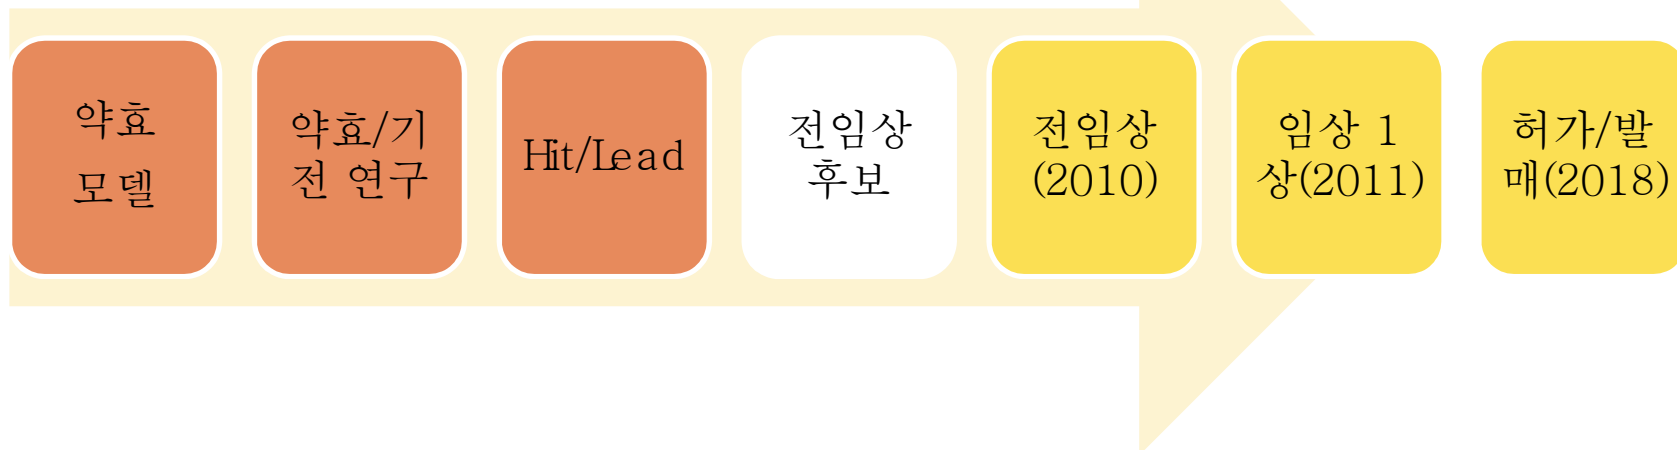 약효
모델
약효/기
전 연구
Hit/Lead
전임상
후보
전임상
(2010)
임상 1
상(2011)
허가/발
매(2018)